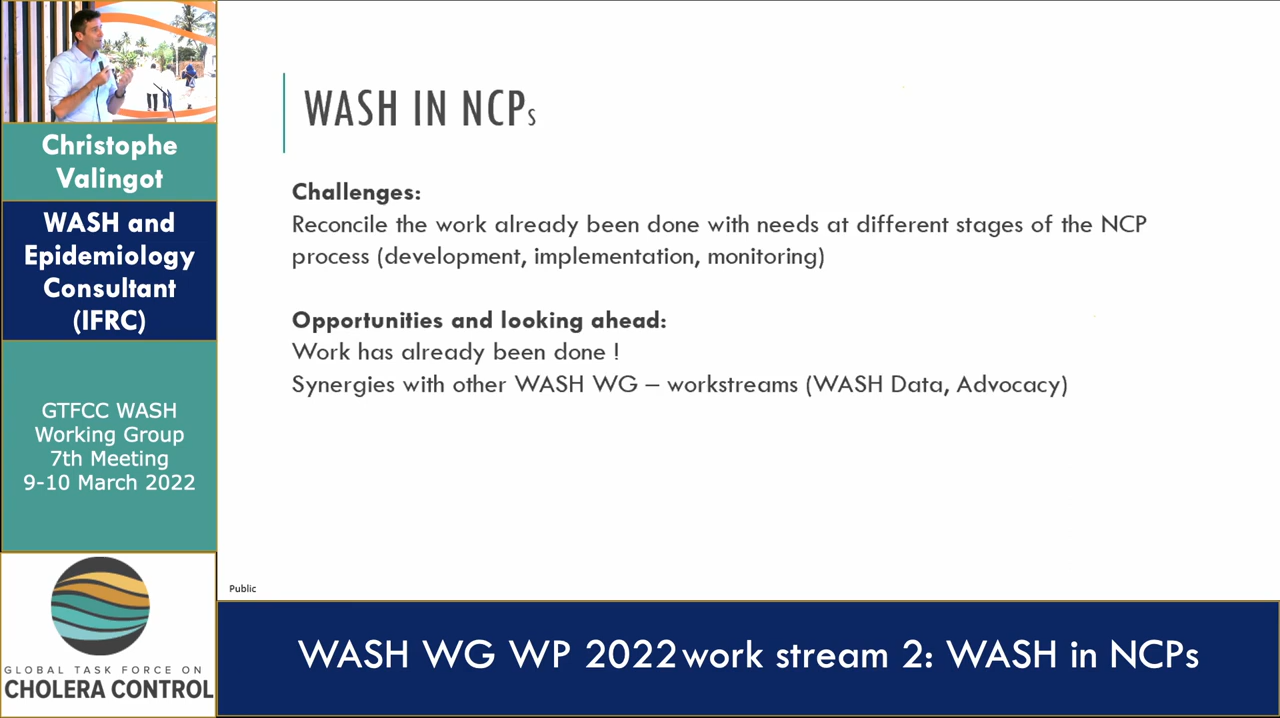 Christophe
Valingot
WASH and
Epidemiology
Consultant
(IFRC)
GTFCC WASH
Working Group
7th Meeting
9-10 March 2022
GLOBAL TASK FORCE ON
CHOLERA CONTROL
WASH IN NCPs
Challenges:
Reconcile the work already been done with needs at different stages of the NCP
process (development, implementation, monitoring)
Opportunities and looking ahead:
Work has already been done !
Synergies with other WASH WG – workstreams (WASH Data, Advocacy)
Public
WASH WG WP 2022 work stream 2: WASH in NCPs